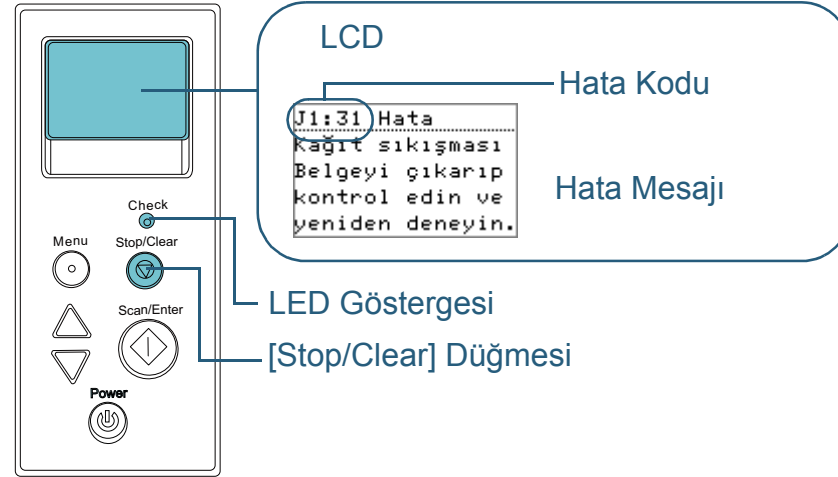 LCD
Hata Kodu
J1:31 Hata
Kağıt sıkışması
Belgeyi çıkarıp
kontrol edin ve
yeniden deneyin.
Hata Mesajı
Check
Menu
Stop/Clear
LED Göstergesi
Scan/Enter
[Stop/Clear] Düğmesi
Power